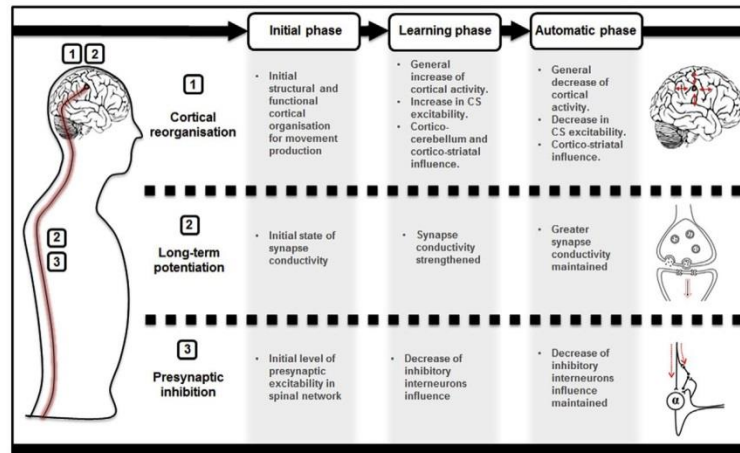 Initial phase
Learning phase
Automatic phase
1 2
1
Cortical
reorganisation
• Initial
structural and
functional
cortical
organisation
for movement
production
• General
increase of
cortical activity.
• Increase in CS
excitability.
• Cortico-
cerebellum and
cortico-striatal
influence.
• General
decrease of
cortical
activity.
• Decrease in CS
excitability.
• Cortico-striatal
influence.
2
3
2
Long-term
potentiation
• Initial state of
synapse
conductivity
• Synapse
conductivity
strengthened
• Greater
synapse
conductivity
maintained
3
Presynaptic
inhibition
• Initial level of
presynaptic
excitability in
spinal network
• Decrease of
inhibitory
interneurons
influence
• Decrease of
inhibitory
interneurons
influence
maintained
α